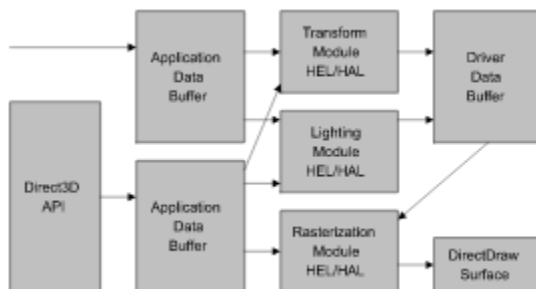 Application
Data
Buffer
Transform
Module
HEL/HAL
Driver
Data
Buffer
Lighting
Module
HEL/HAL
Direct3D
API
Application
Data
Buffer
Rasterization
Module
HEL/HAL
DirectDraw
Surface